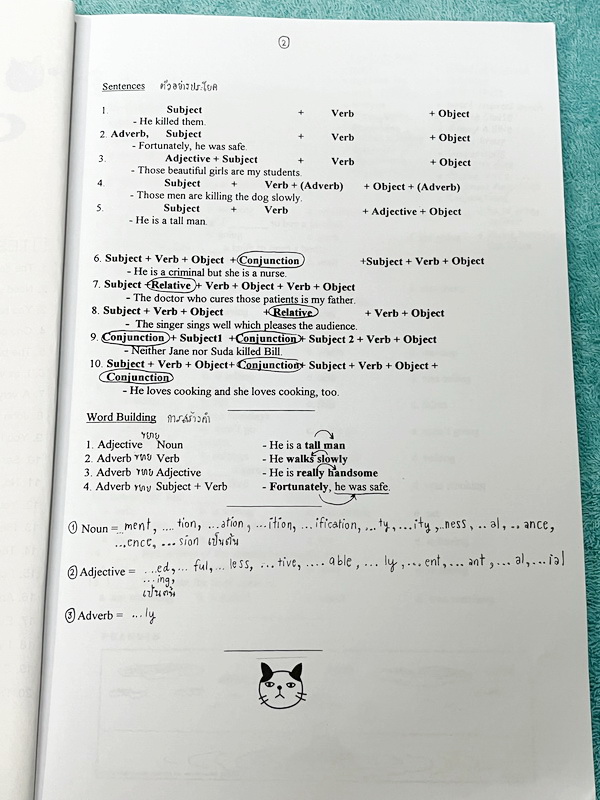 ②
Sentences ตัวอย่างประโยค
1. Subject + Verb + Object
- He killed them.
2. Adverb, Subject + Verb + Object
- Fortunately, he was safe.
3. Adjective + Subject + Verb + Object
- Those beautiful girls are my students.
4. Subject + Verb + (Adverb) + Object + (Adverb)
- Those men are killing the dog slowly.
5. Subject + Verb + Adjective + Object
- He is a tall man.
6. Subject + Verb + Object + Conjunction +Subject + Verb + Object
- He is a criminal but she is a nurse.
7. Subject + Relative + Verb + Object + Verb + Object
- The doctor who cures those patients is my father.
8. Subject + Verb + Object + Relative + Verb + Object
- The singer sings well which pleases the audience.
9. Conjunction + Subject1 + Conjunction + Subject 2 + Verb + Object
- Neither Jane nor Suda killed Bill.
10. Subject + Verb + Object+ Conjunction+ Subject + Verb + Object +
Conjunction
- He loves cooking and she loves cooking, too.
Word Building การสร้างคำ
1. Adjective ขยาย Noun - He is a tall man
2. Adverb ขยาย Verb - He walks slowly
3. Adverb ขยาย Adjective - He is really handsome
4. Adverb ขยาย Subject + Verb - Fortunately, he was safe.
① Noun = ...ment, ...tion, ...ation, ...ition, ...ification, ...ty, ...ity, ...ness, ...al, ...ance,
...ence, ...sion เป็นต้น
② Adjective = ...ed, ...ful, ...less, ...tive, ...able, ...ly, ...ent, ...ant, ...al, ...ial
...ing,
เป็นต้น
③ Adverb = ...ly